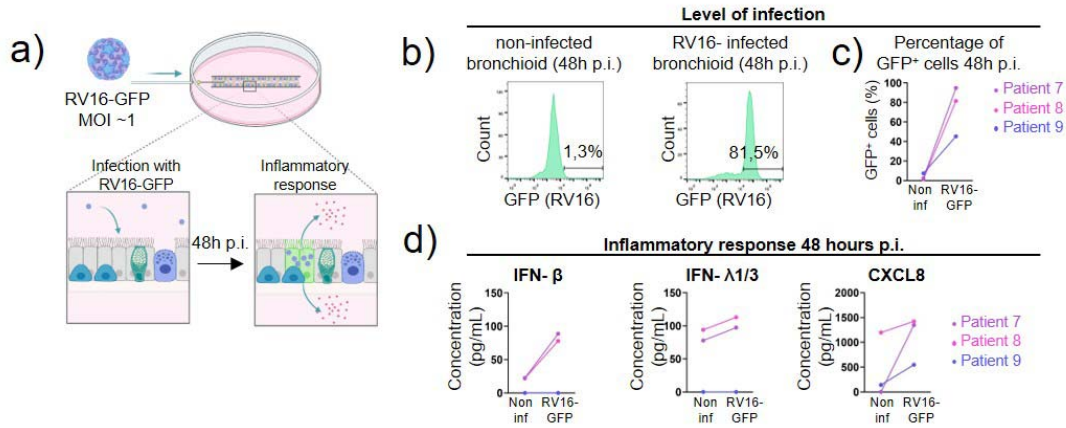 a)
RV16-GFP
MOI ~1
Infection with
RV16-GFP
Inflammatory
response
48h p.i.
Level of infection
b)
non-infected
bronchioid (48h p.i.)
RV16- infected
bronchioid (48h p.i.)
Count
1,3%
GFP (RV16)
Count
81,5%
GFP (RV16)
c)
Percentage of
GFP⁺ cells 48h p.i.
GFP⁺ cells (%)
100
80
60
40
20
0
Non
inf
RV16-
GFP
Patient 7
Patient 8
Patient 9
d)
Inflammatory response 48 hours p.i.
IFN- β
Concentration
(pg/mL)
150
100
50
0
Non
inf
RV16-
GFP
IFN- λ1/3
Concentration
(pg/mL)
150
100
50
0
Non
inf
RV16-
GFP
CXCL8
Concentration
(pg/mL)
2000
1500
1000
500
0
Non
inf
RV16-
GFP
Patient 7
Patient 8
Patient 9